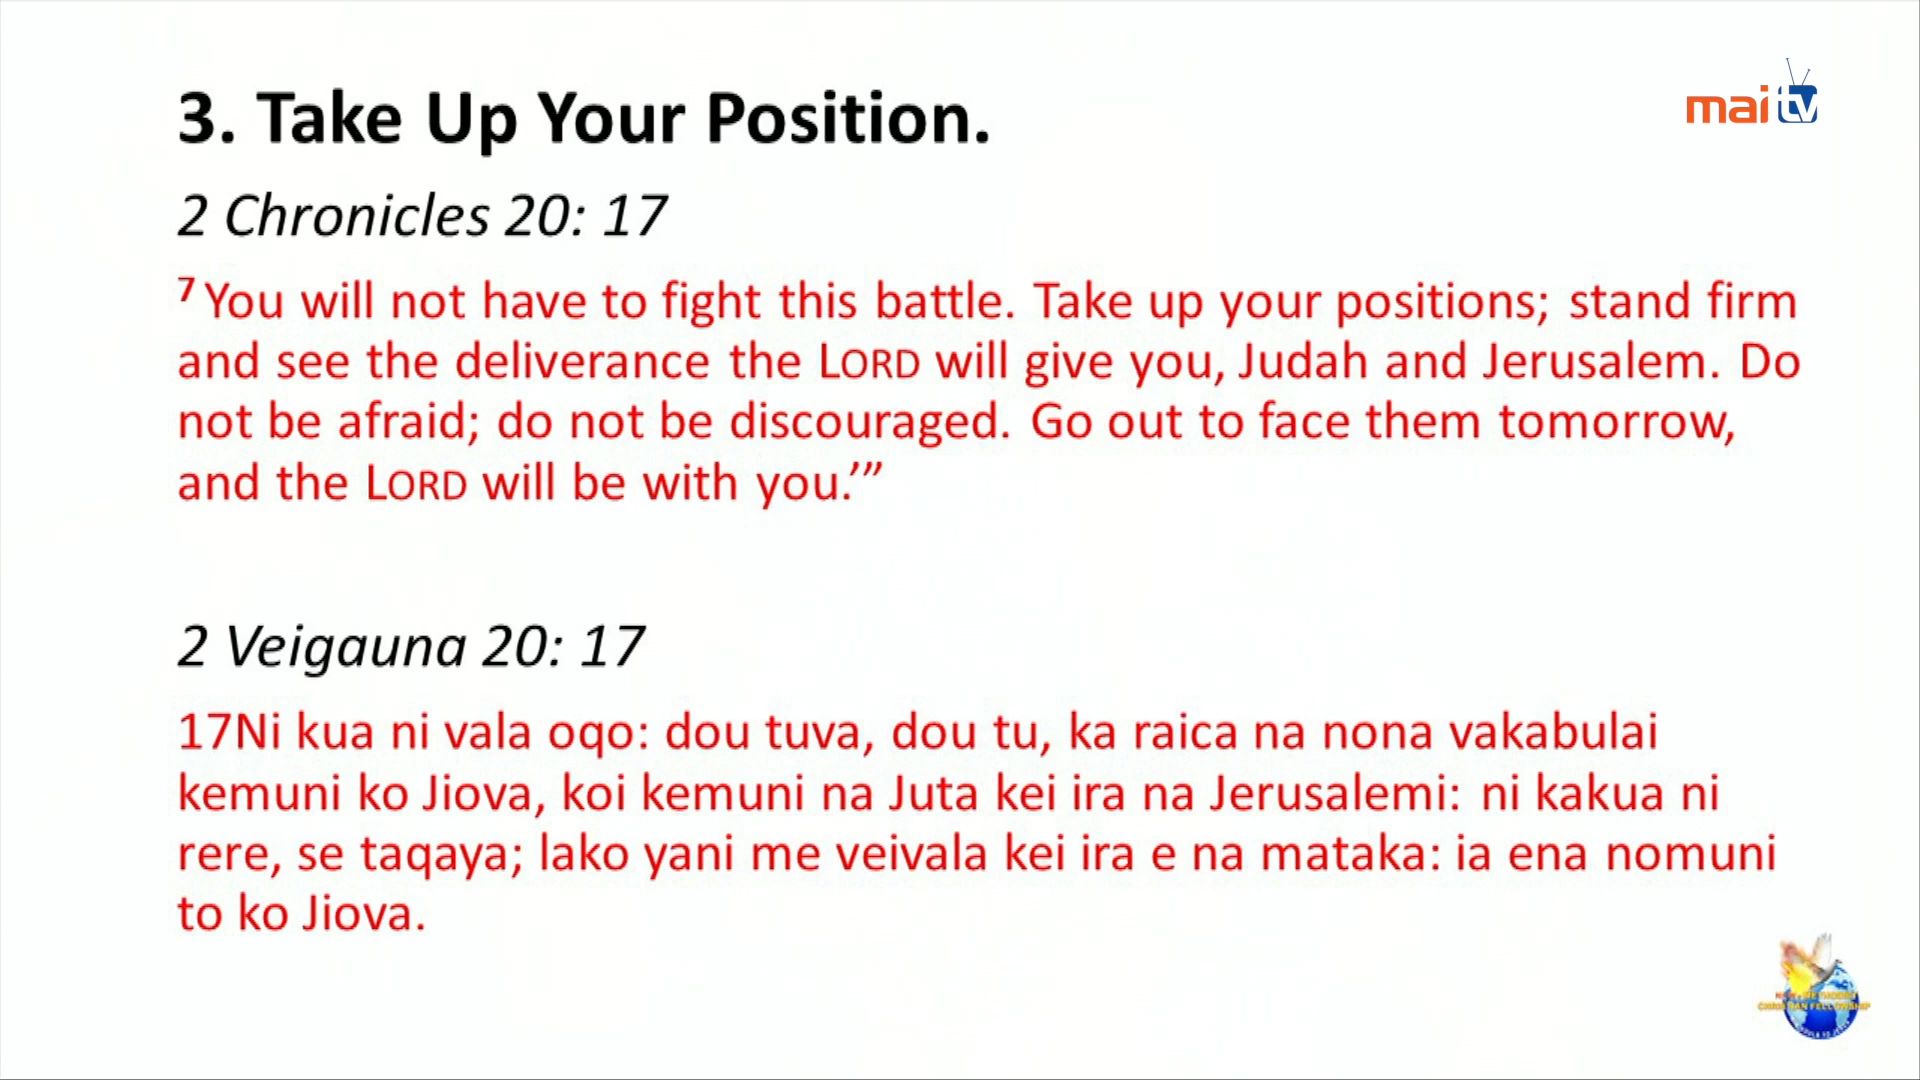 3. Take Up Your Position.
mai tv
2 Chronicles 20: 17
7 You will not have to fight this battle. Take up your positions; stand firm
and see the deliverance the LORD will give you, Judah and Jerusalem. Do
not be afraid; do not be discouraged. Go out to face them tomorrow,
and the LORD will be with you.’”
2 Veigauna 20: 17
17Ni kua ni vala oqo: dou tuva, dou tu, ka raica na nona vakabulai
kemuni ko Jiova, koi kemuni na Juta kei ira na Jerusalemi: ni kakua ni
rere, se taqaya; lako yani me veivala kei ira e na mataka: ia ena nomuni
to ko Jiova.
CHRISTIAN FELLOWSHIP